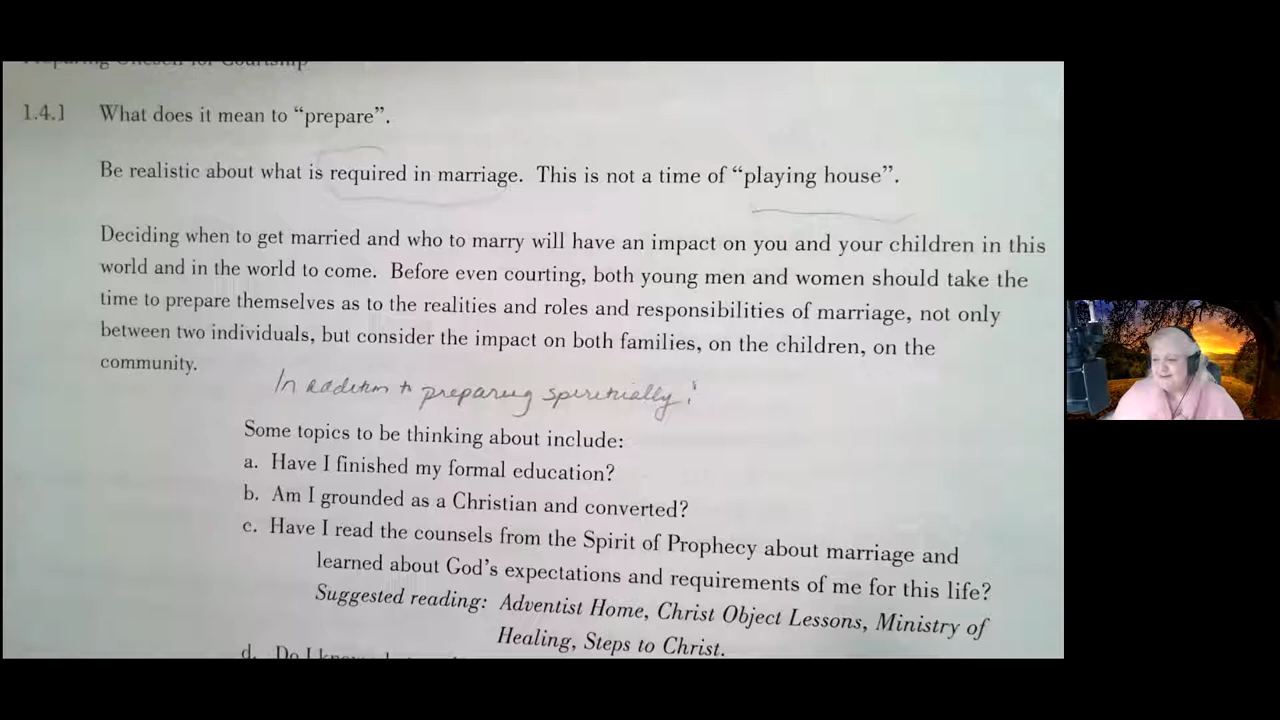 Preparing Oneself for Courtship
1.4.1 What does it mean to “prepare”.
Be realistic about what is required in marriage. This is not a time of “playing house”.
Deciding when to get married and who to marry will have an impact on you and your children in this
world and in the world to come. Before even courting, both young men and women should take the
time to prepare themselves as to the realities and roles and responsibilities of marriage, not only
between two individuals, but consider the impact on both families, on the children, on the
community.
In addition to preparing spiritually:
Some topics to be thinking about include:
a. Have I finished my formal education?
b. Am I grounded as a Christian and converted?
c. Have I read the counsels from the Spirit of Prophecy about marriage and
learned about God’s expectations and requirements of me for this life?
Suggested reading: Adventist Home, Christ Object Lessons, Ministry of
Healing, Steps to Christ.
d. Do I